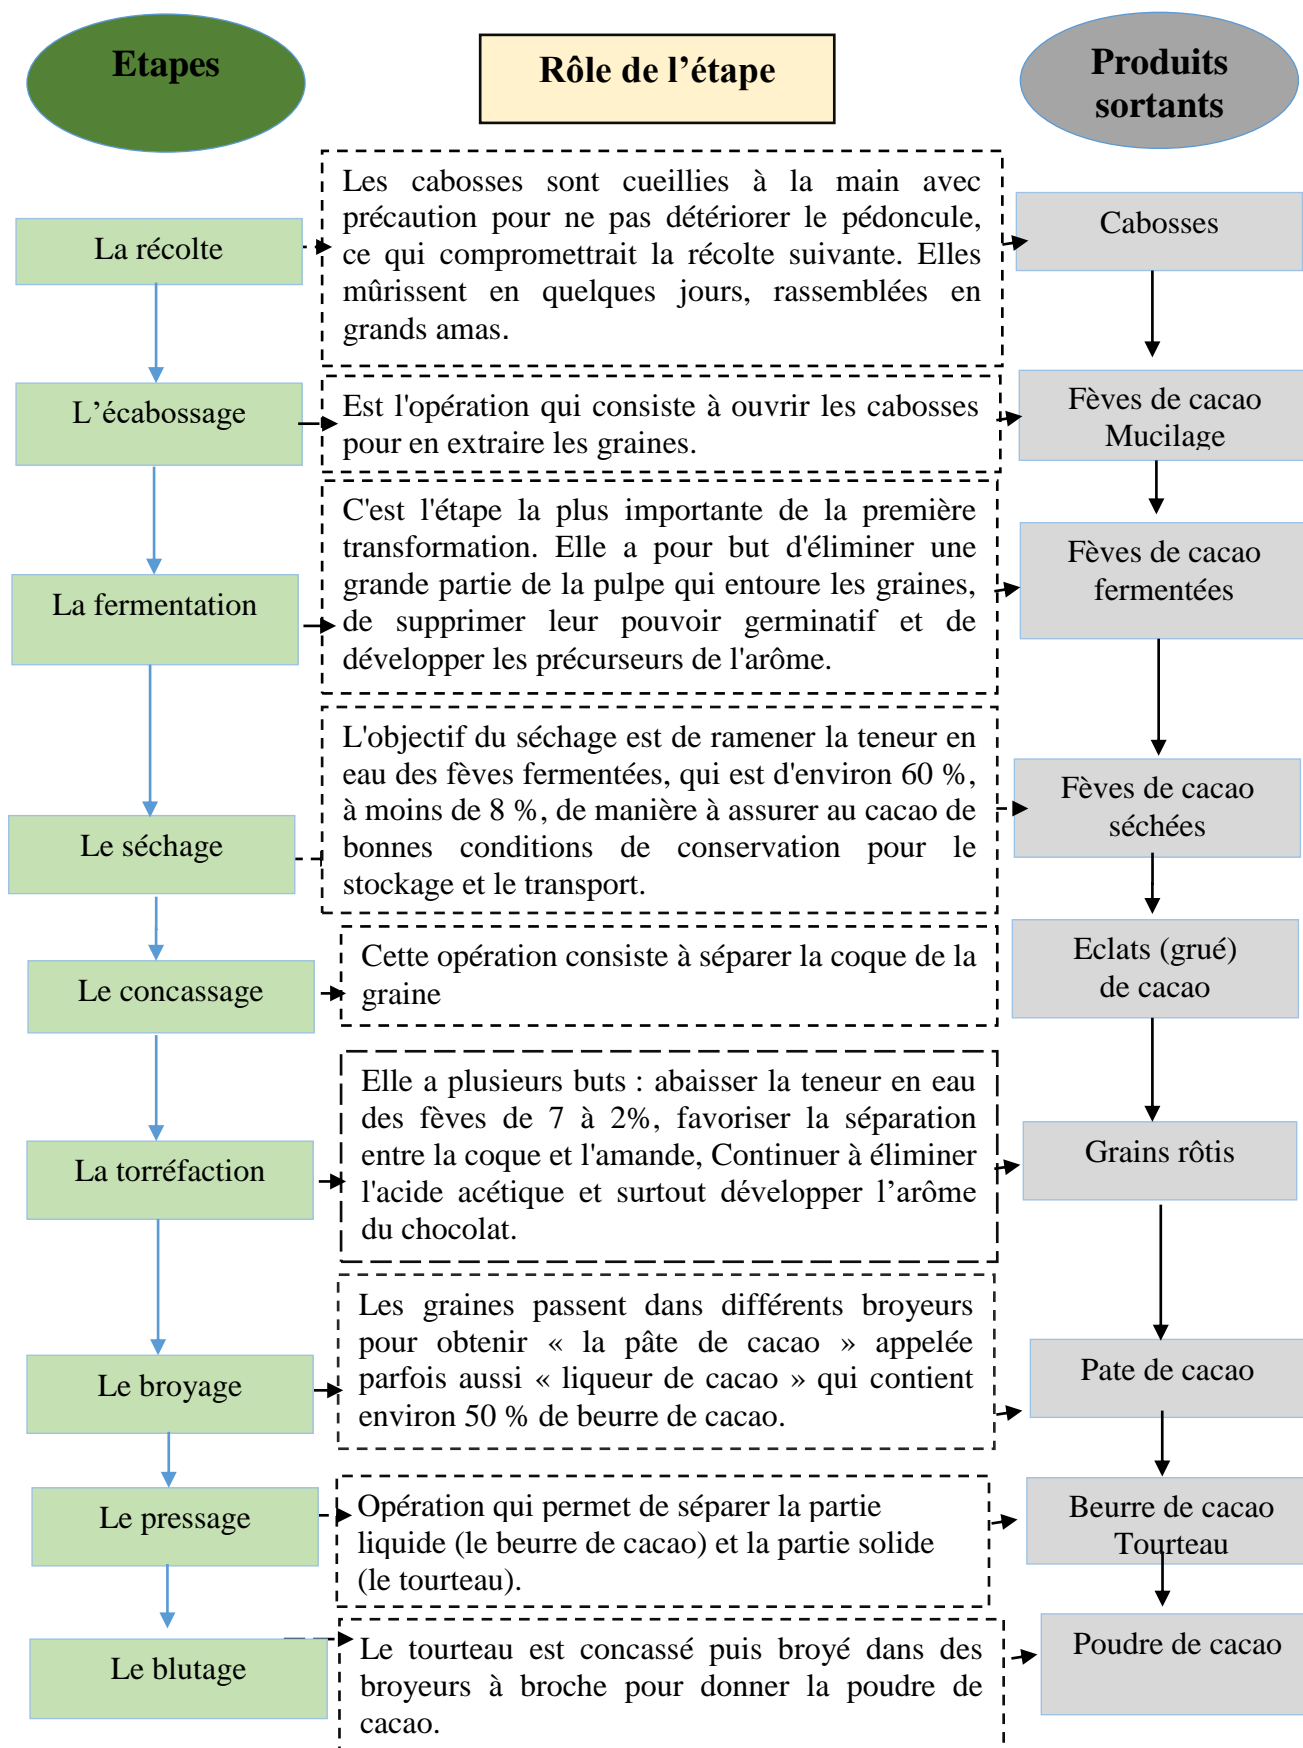 Etapes
Rôle de l’étape
Produits
sortants
La récolte
Les cabosses sont cueillies à la main avec
précaution pour ne pas détériorer le pédoncule,
ce qui compromettrait la récolte suivante. Elles
mûrissent en quelques jours, rassemblées en
grands amas.
Cabosses
L’écabossage
Est l'opération qui consiste à ouvrir les cabosses
pour en extraire les graines.
Fèves de cacao
Mucilage
La fermentation
C'est l'étape la plus importante de la première
transformation. Elle a pour but d'éliminer une
grande partie de la pulpe qui entoure les graines,
de supprimer leur pouvoir germinatif et de
développer les précurseurs de l'arôme.
Fèves de cacao
fermentées
Le séchage
L'objectif du séchage est de ramener la teneur en
eau des fèves fermentées, qui est d'environ 60 %,
à moins de 8 %, de manière à assurer au cacao de
bonnes conditions de conservation pour le
stockage et le transport.
Fèves de cacao
séchées
Le concassage
Cette opération consiste à séparer la coque de la
graine
Eclats (grué)
de cacao
La torréfaction
Elle a plusieurs buts : abaisser la teneur en eau
des fèves de 7 à 2%, favoriser la séparation
entre la coque et l'amande, Continuer à éliminer
l'acide acétique et surtout développer l’arôme
du chocolat.
Grains rôtis
Le broyage
Les graines passent dans différents broyeurs
pour obtenir « la pâte de cacao » appelée
parfois aussi « liqueur de cacao » qui contient
environ 50 % de beurre de cacao.
Pate de cacao
Le pressage
Opération qui permet de séparer la partie
liquide (le beurre de cacao) et la partie solide
(le tourteau).
Beurre de cacao
Tourteau
Le blutage
Le tourteau est concassé puis broyé dans des
broyeurs à broche pour donner la poudre de
cacao.
Poudre de cacao